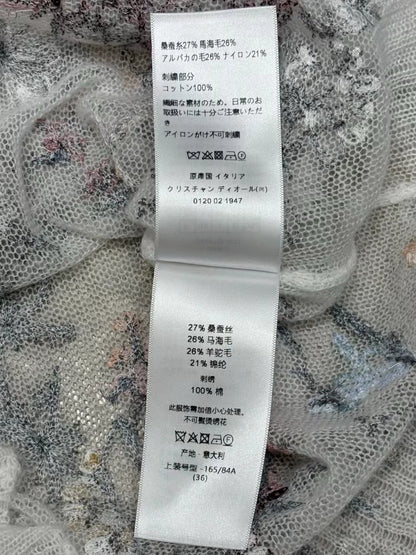 桑蚕糸27% 馬海毛26%
アルパカの毛26% ナイロン21%
刺繍部分
コットン100%
繊細な素材のため、日常のお
取扱いには十分ご注意いただ
き
アイロンがけ不可刺繍
原産国 イタリア
クリスチャン ディオール(株)
0120 02 1947
27% 桑蚕丝
26% 马海毛
26% 羊驼毛
21% 锦纶
刺绣
100% 棉
此服饰需加倍小心处理。
不可熨烫绣花
产地 · 意大利
上装号型 -165/84A
(36)